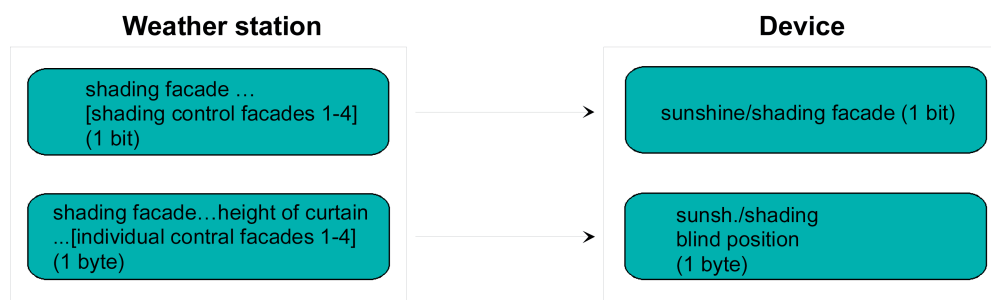 Weather station
Device
shading facade …
[shading control facades 1-4]
(1 bit)
sunshine/shading facade (1 bit)
shading facade…height of curtain
...[individual contral facades 1-4]
(1 byte)
sunsh./shading
blind position
(1 byte)